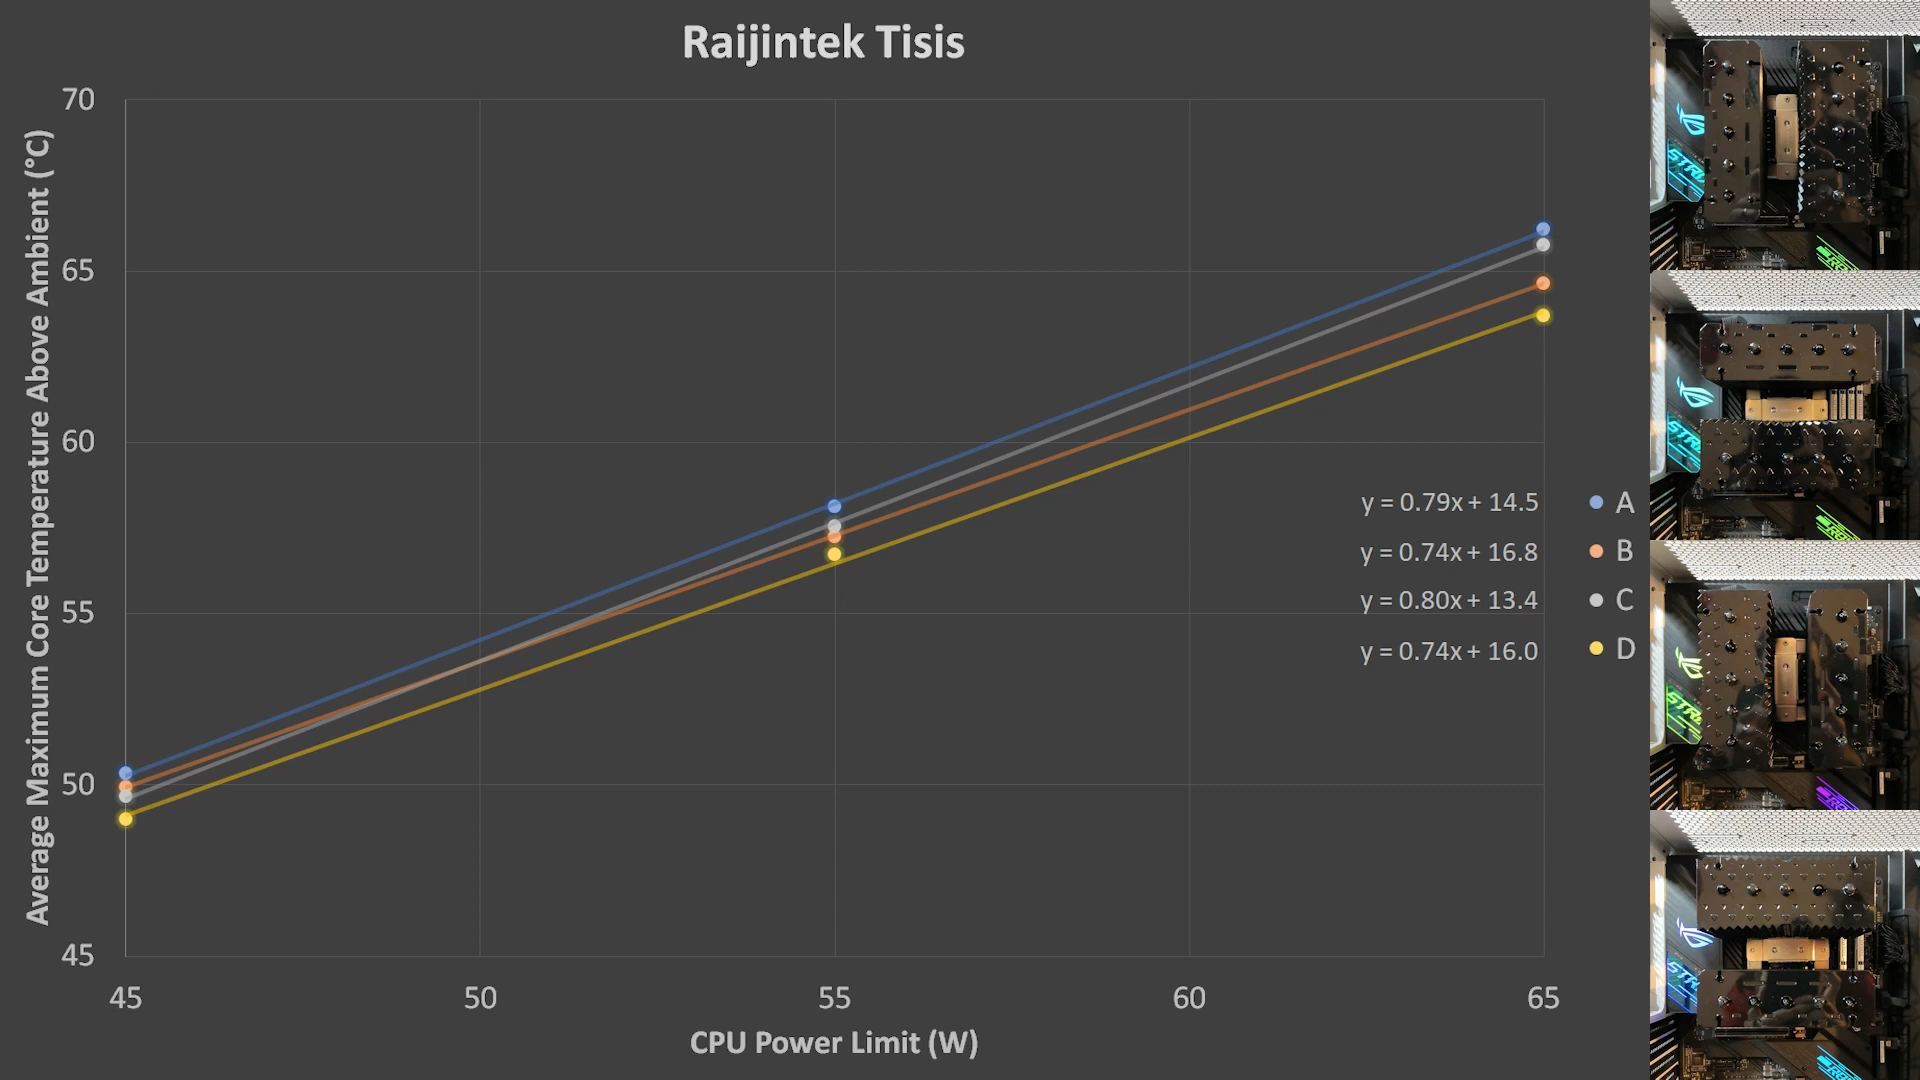 Raijintek Tisis
Average Maximum Core Temperature Above Ambient (°C)
70
65
60
55
50
45
45 50 55 60 65
CPU Power Limit (W)
y = 0.79x + 14.5 A
y = 0.74x + 16.8 B
y = 0.80x + 13.4 C
y = 0.74x + 16.0 D